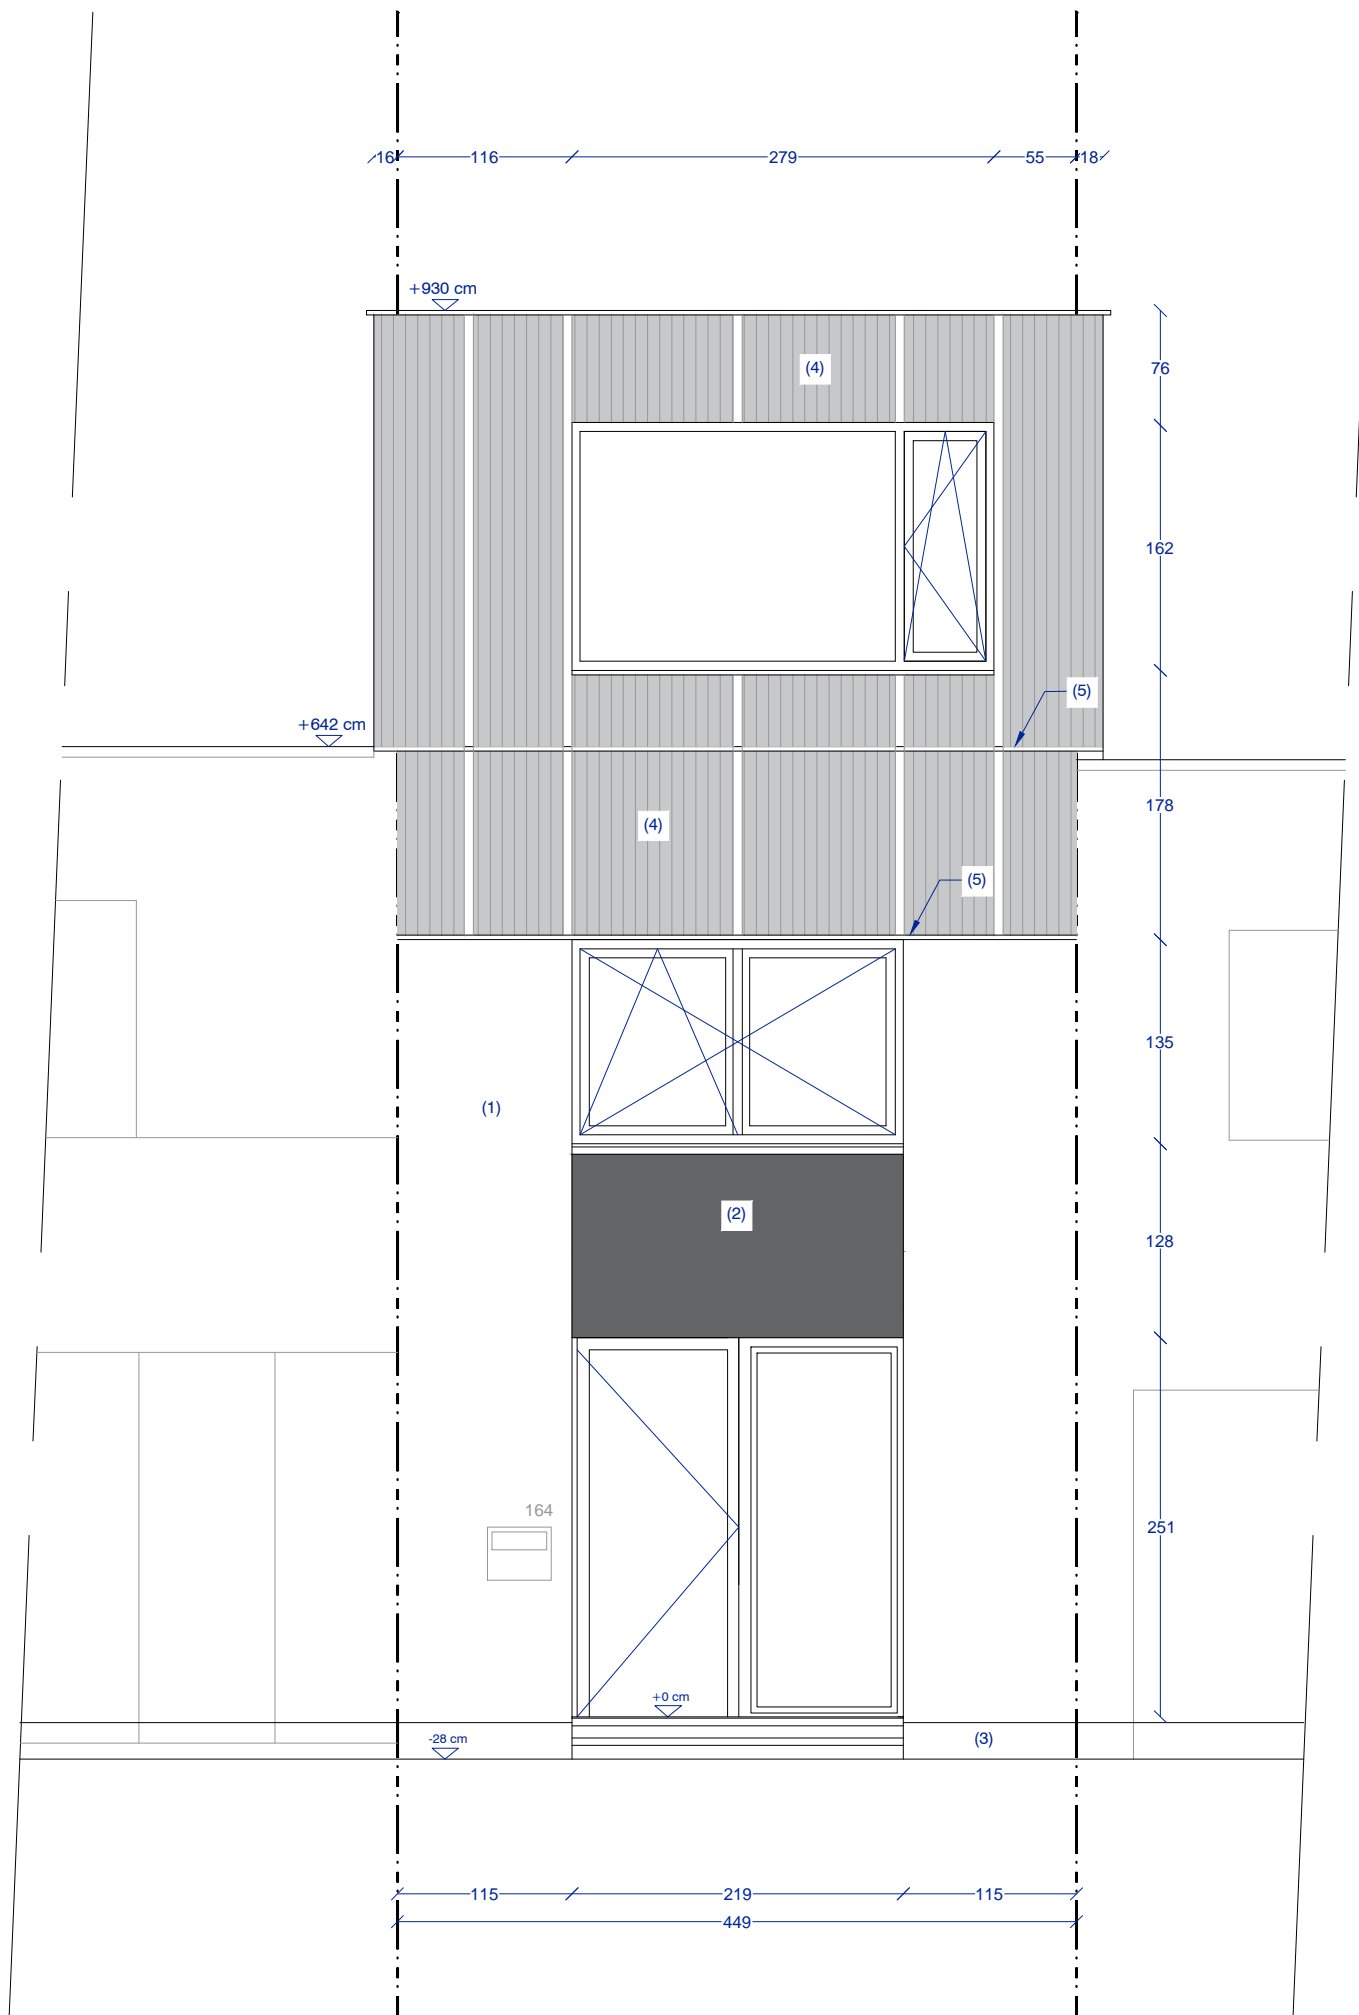 16 116 279 55 18
+930 cm
76
(4)
162
(5)
+642 cm
178
(4)
(5)
135
(1)
(2)
128
164
251
+0 cm
-28 cm
(3)
115 219 115
449